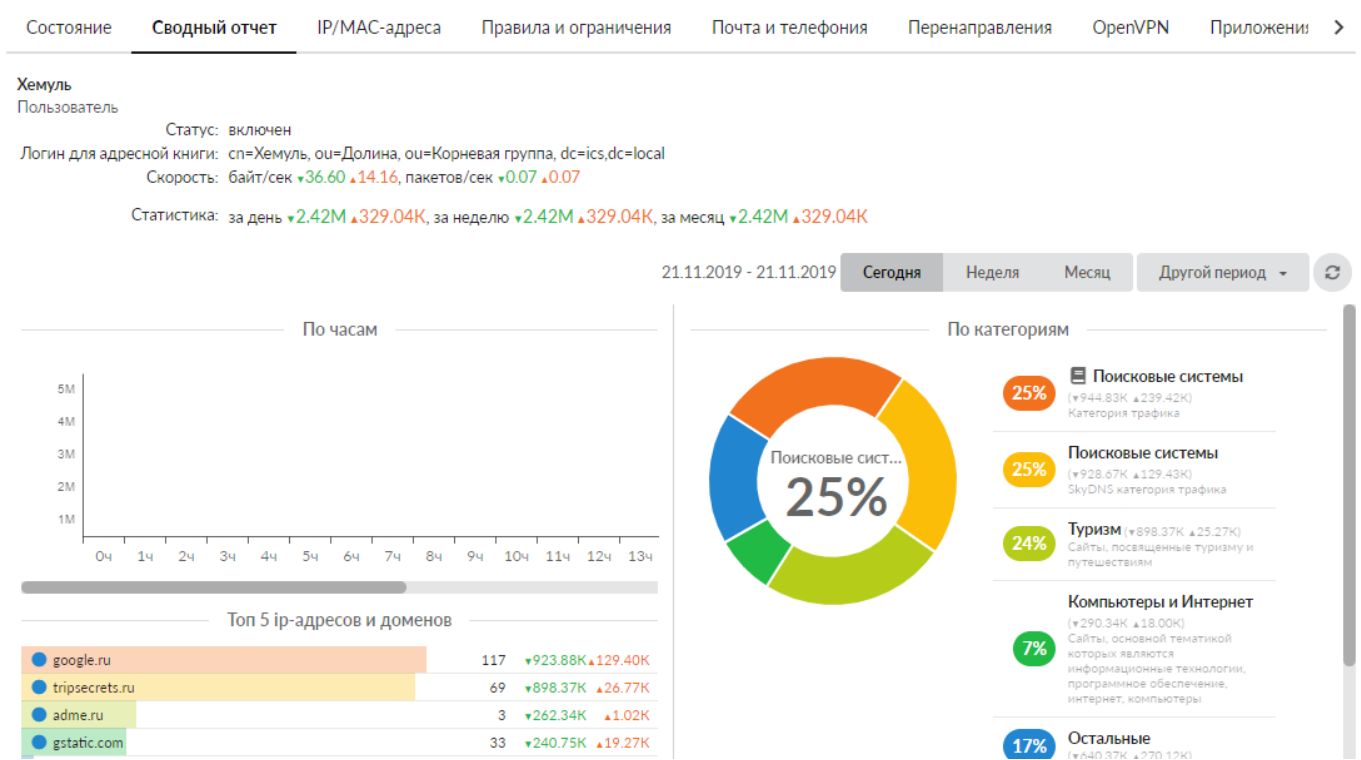 Состояние Сводный отчет IP/MAC-адреса Правила и ограничения Почта и телефония Перенаправления OpenVPN Приложения
Хемуль
Пользователь
Статус: включен
Логин для адресной книги: cn=Хемуль, ou=Долина, ou=Корневая группа, dc=ics,dc=local
Скорость: байт/сек ▾36.60 ▴14.16, пакетов/сек ▾0.07 ▴0.07
Статистика: за день ▾2.42M ▴329.04K, за неделю ▾2.42M ▴329.04K, за месяц ▾2.42M ▴329.04K
21.11.2019 - 21.11.2019 Сегодня Неделя Месяц Другой период
По часам
5M
4M
3M
2M
1M
0ч 1ч 2ч 3ч 4ч 5ч 6ч 7ч 8ч 9ч 10ч 11ч 12ч 13ч
Топ 5 ip-адресов и доменов
google.ru 117 ▾923.88K ▴129.40K
tripsecrets.ru 69 ▾898.37K ▴26.77K
adme.ru 3 ▾262.34K ▴1.02K
gstatic.com 33 ▾240.75K ▴19.27K
По категориям
Поисковые сист...
25%
25% Поисковые системы
(▾944.83K ▴239.42K)
Категория трафика
25% Поисковые системы
(▾928.67K ▴129.43K)
SkyDNS категория трафика
24% Туризм (▾898.37K ▴25.27K)
Сайты, посвященные туризму и
путешествиям
Компьютеры и Интернет
(▾290.34K ▴18.00K)
7% Сайты, основной тематикой
которых являются
информационные технологии,
программное обеспечение,
интернет, компьютеры
17% Остальные
(▾640.37K ▴270.12K)